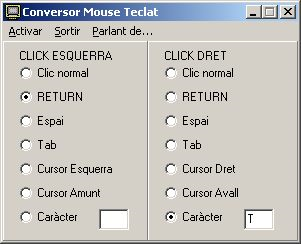 Conversor Mouse Teclat
Activar Sortir Parlant de...
CLICK ESQUERRA
Clic normal
RETURN
Espai
Tab
Cursor Esquerra
Cursor Amunt
Caràcter
CLICK DRET
Clic normal
RETURN
Espai
Tab
Cursor Dret
Cursor Avall
Caràcter T